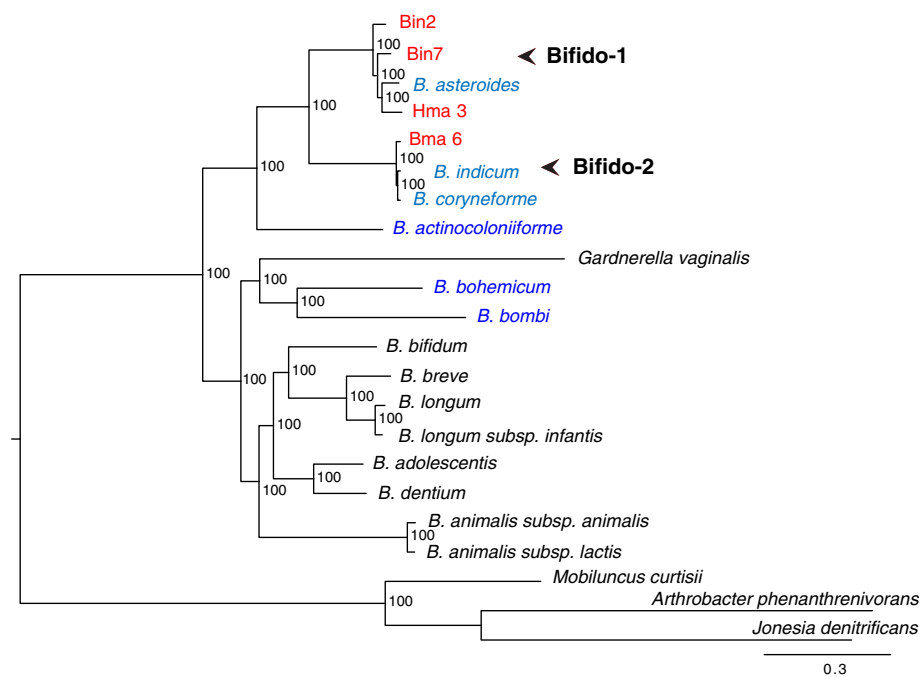 Bin2
100
Bin7
Bifido-1
100
B. asteroides
100
100
Hma 3
Bma 6
100
B. indicum
Bifido-2
100
100
B. coryneforme
B. actinocoloniiforme
Gardnerella vaginalis
100
100
B. bohemicum
100
B. bombi
B. bifidum
100
B. breve
100
100
B. longum
100
B. longum subsp. infantis
100
B. adolescentis
100
100
B. dentium
B. animalis subsp. animalis
100
B. animalis subsp. lactis
Mobiluncus curtisii
100
Arthrobacter phenanthrenivorans
Jonesia denitrificans
0.3